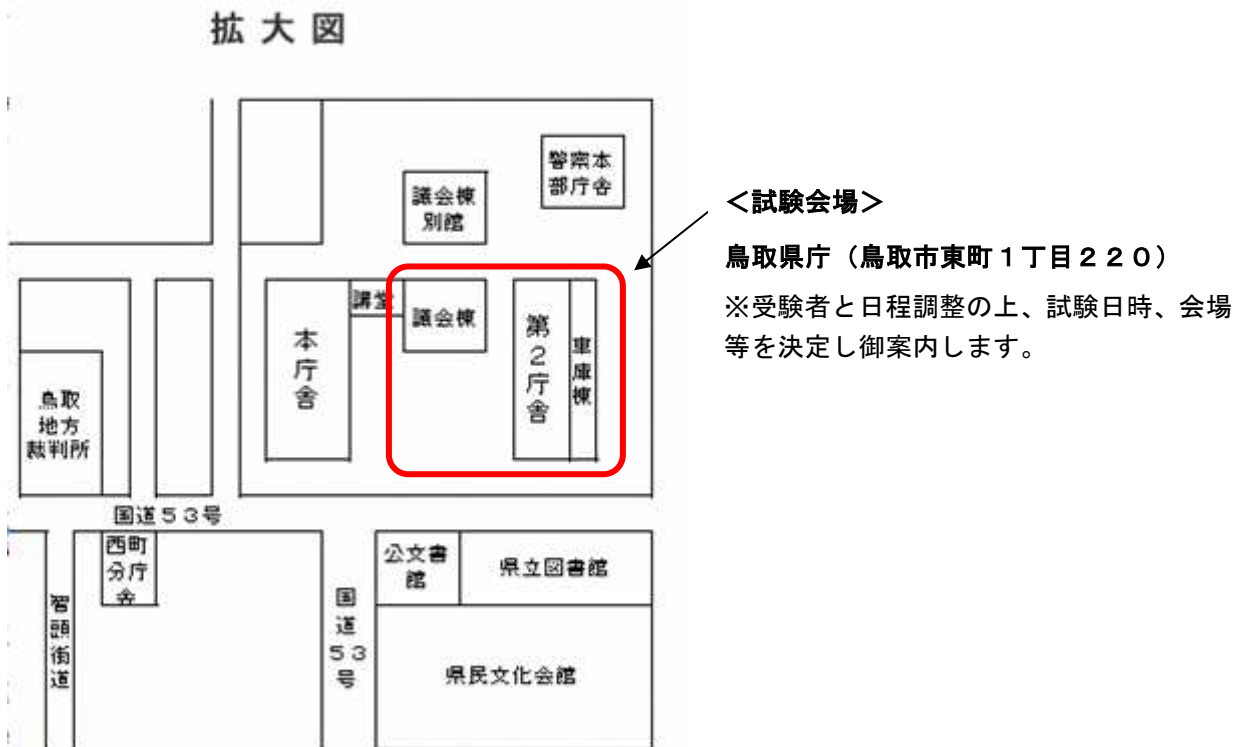 拡大図
警察本
部庁舎
議会棟
別館
<試験会場>
鳥取県庁(鳥取市東町1丁目220)
※受験者と日程調整の上、試験日時、会場
等を決定し御案内します。
講堂
議会棟
本庁舎
第2庁舎
車庫棟
鳥取
地方
裁判所
国道53号
西町
分庁
舎
公文書
館
県立図書館
智頭街道
国道53号
県民文化会館